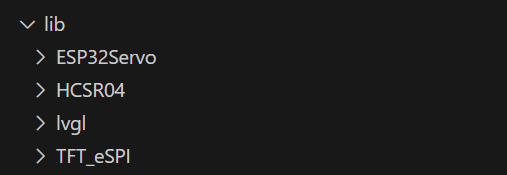 lib
ESP32Servo
HCSR04
lvgl
TFT_eSPI